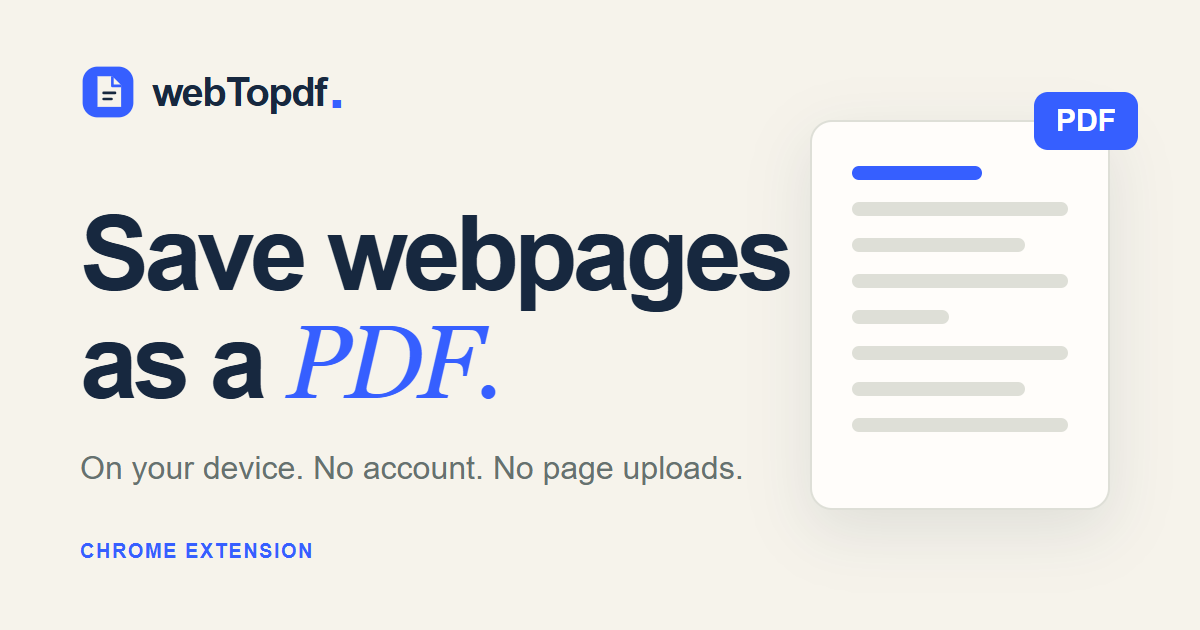 webTopdf.
PDF
Save webpages
as a PDF.
On your device. No account. No page uploads.
CHROME EXTENSION